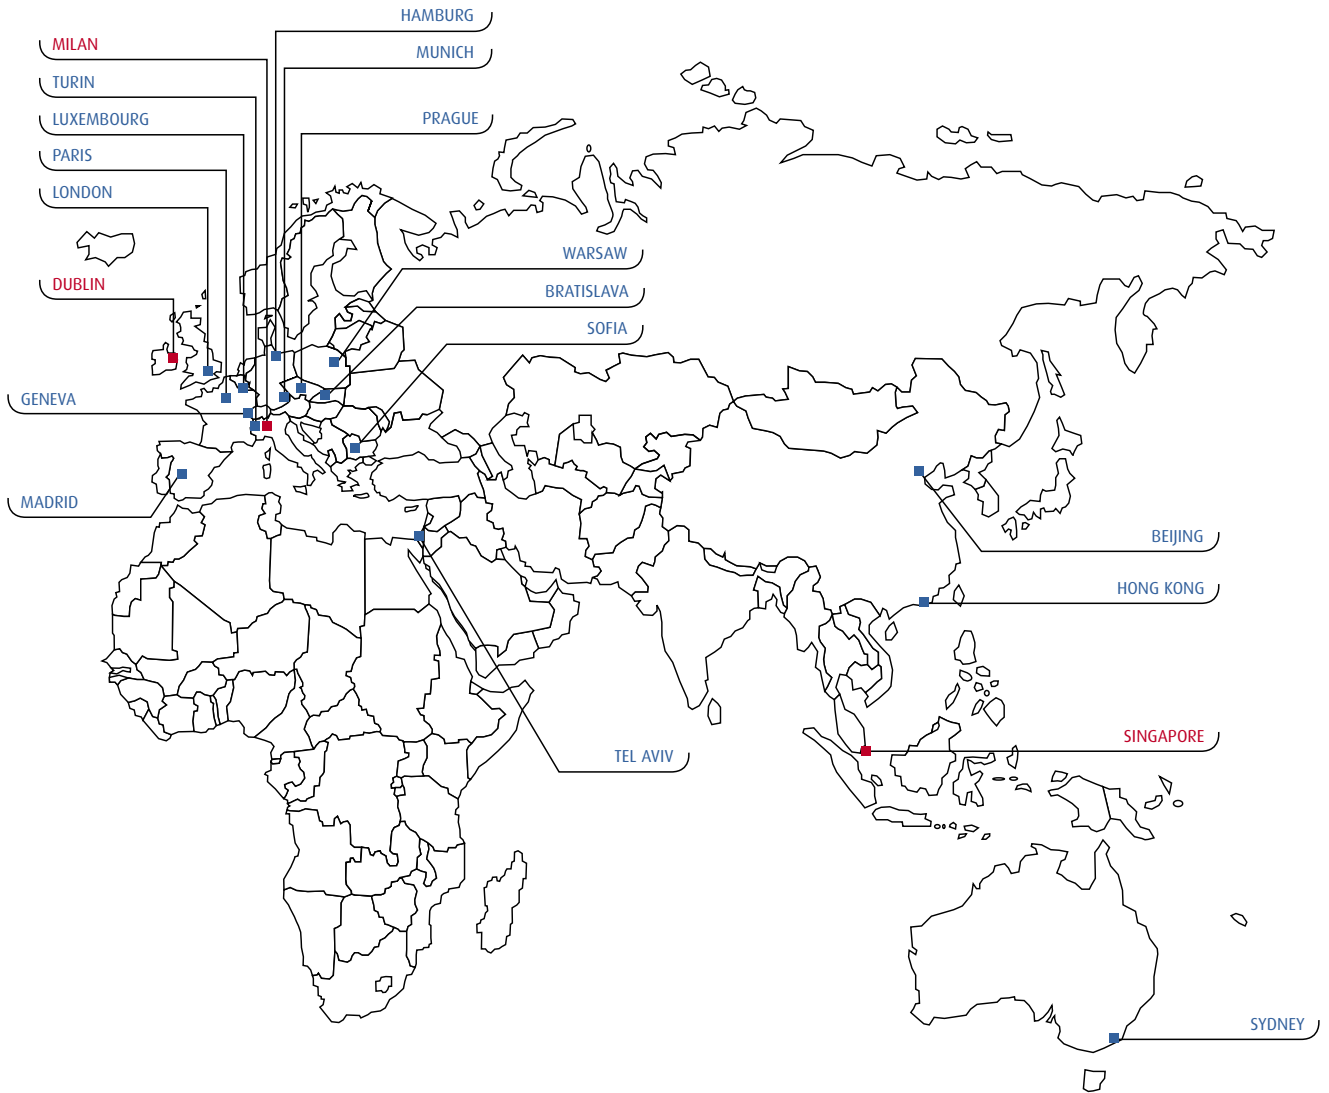 HAMBURG
MILAN
MUNICH
TURIN
LUXEMBOURG
PRAGUE
PARIS
LONDON
WARSAW
DUBLIN
BRATISLAVA
SOFIA
GENEVA
MADRID
BEIJING
HONG KONG
SINGAPORE
TEL AVIV
SYDNEY